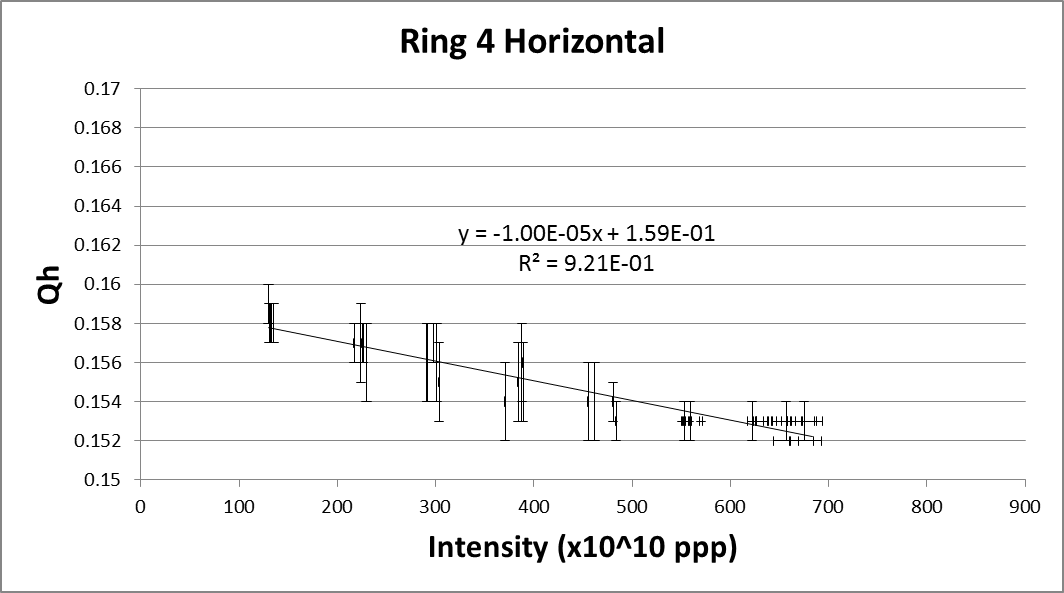 Ring 4 Horizontal
0.17
0.168
0.166
0.164
0.162
0.16
0.158
0.156
0.154
0.152
0.15
Qh
y = -1.00E-05x + 1.59E-01
R² = 9.21E-01
0 100 200 300 400 500 600 700 800 900
Intensity (x10^10 ppp)